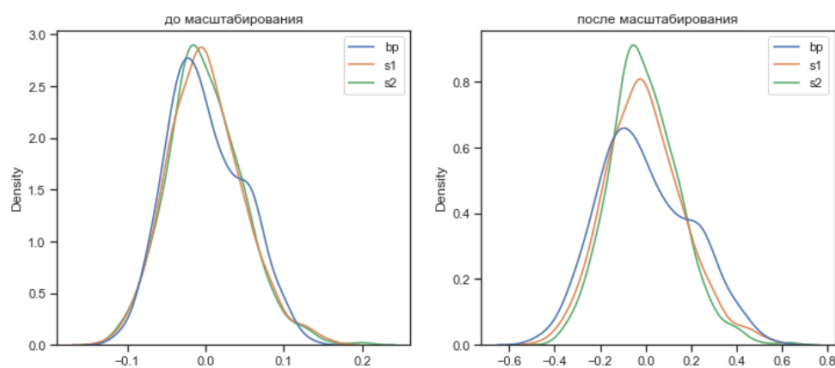 до масштабирования
Density
3.0
2.5
2.0
1.5
1.0
0.5
0.0
-0.1
0.0
0.1
0.2
bp
s1
s2
после масштабирования
Density
0.8
0.6
0.4
0.2
0.0
-0.6
-0.4
-0.2
0.0
0.2
0.4
0.6
0.8
bp
s1
s2